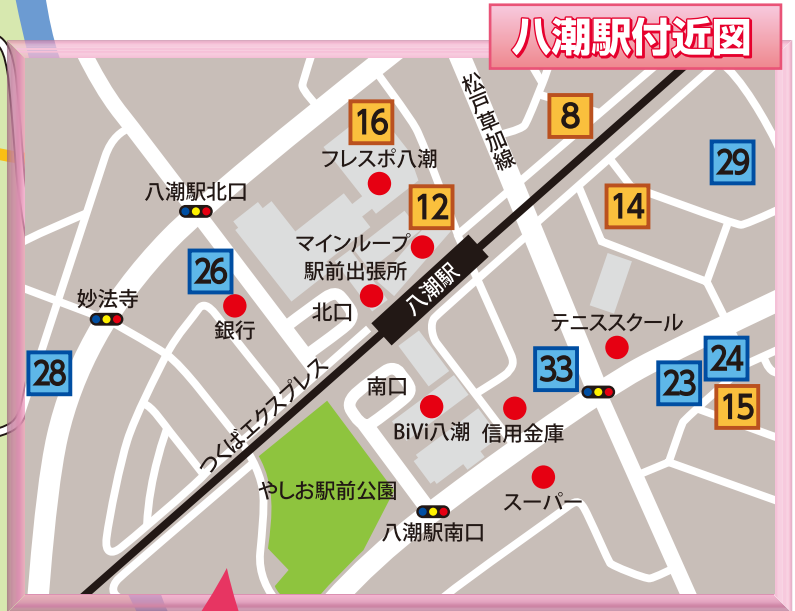 八潮駅付近図
松戸草加線
16
8
フレスポ八潮
29
八潮駅北口
12
14
マインループ
駅前出張所
26
八潮駅
妙法寺
北口
銀行
テニススクール
28
つくばエクスプレス
南口
33
24
23
15
BiVi八潮
信用金庫
やしお駅前公園
スーパー
八潮駅南口